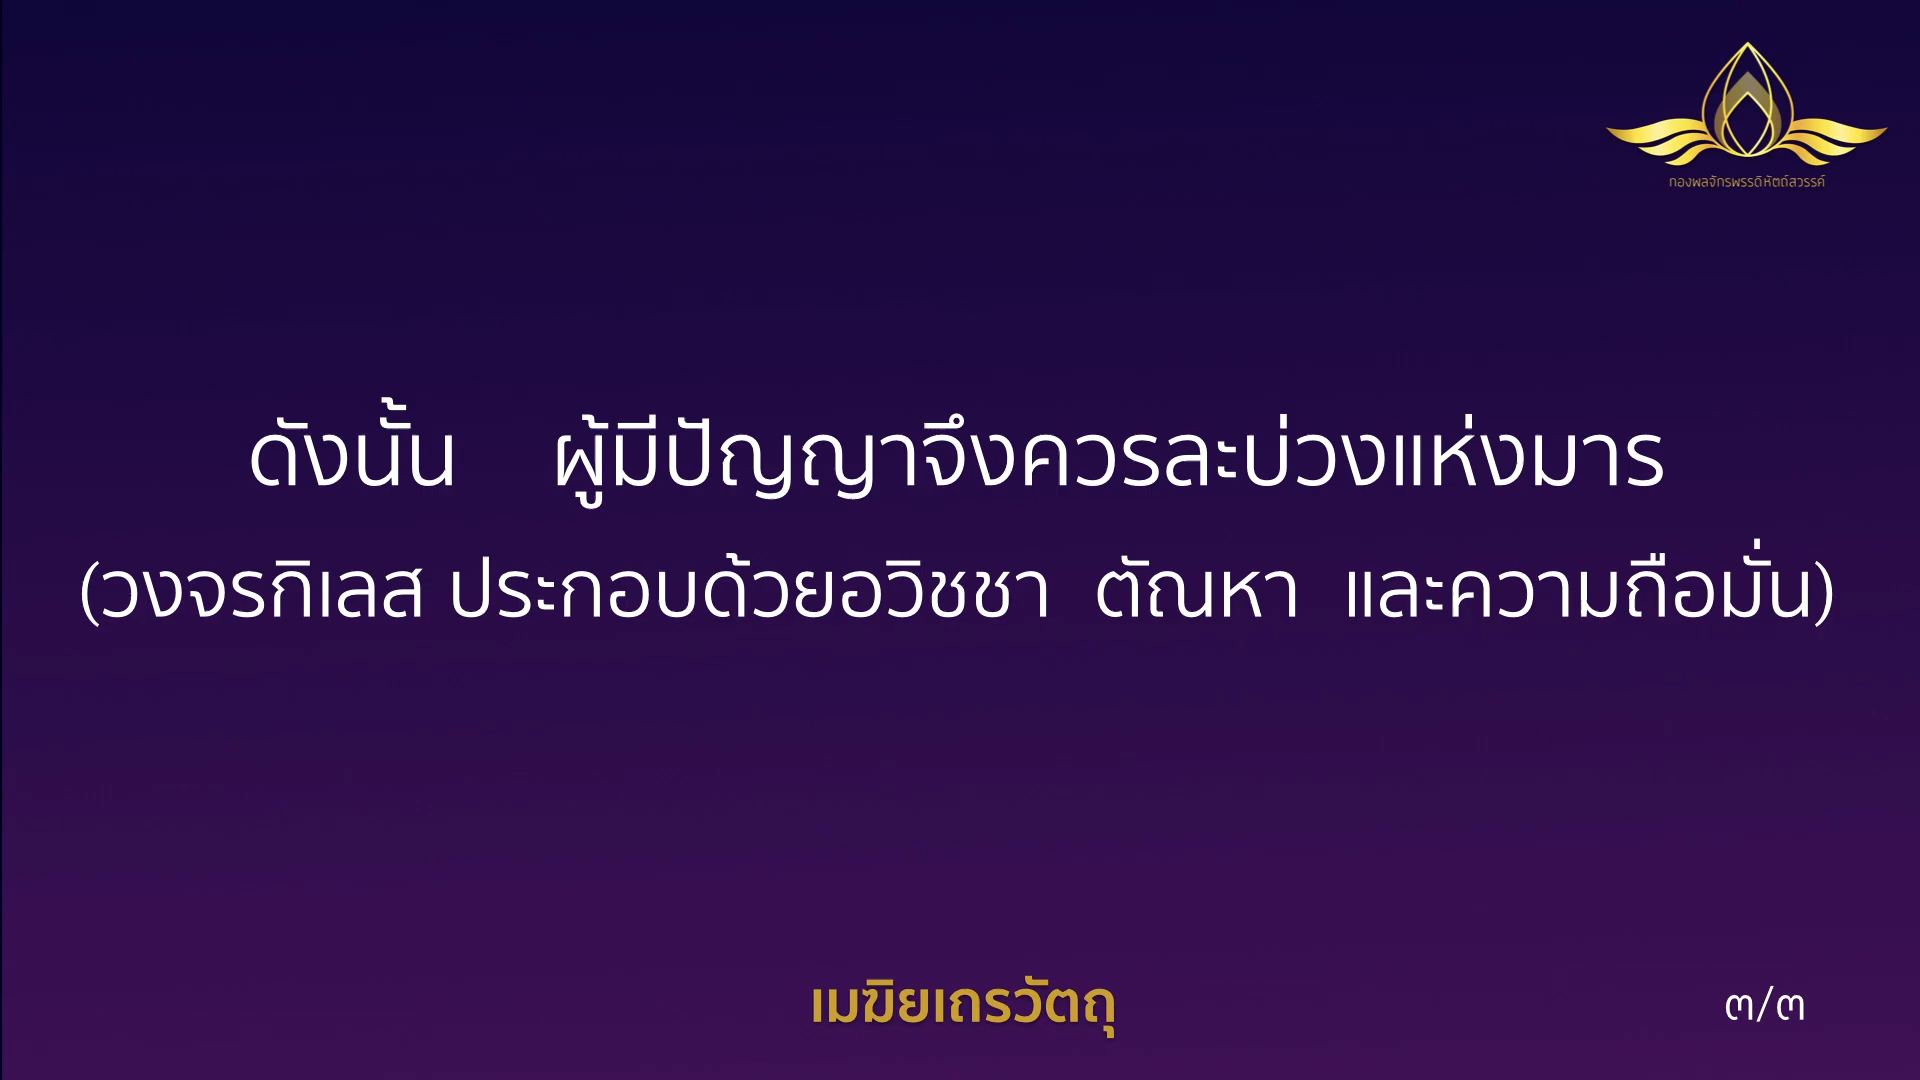 กองพลจักรพรรดิหัตถ์สวรรค์
ดังนั้น ผู้มีปัญญาจึงควรละบ่วงแห่งมาร
(วงจรกิเลส ประกอบด้วยอวิชชา ตัณหา และความถือมั่น)
เมฆิยเถรวัตถุ
๓/๓